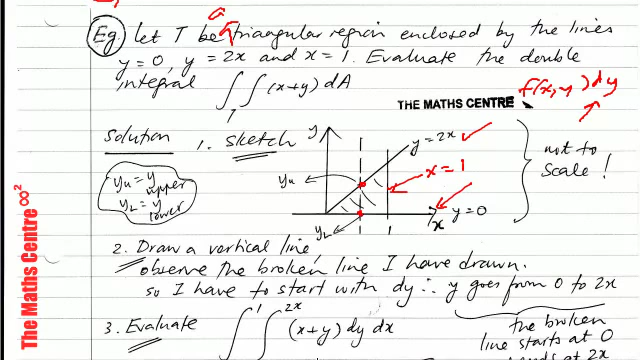 Eg. Let T be a triangular region enclosed by the lines
y = 0, y = 2x and x = 1. Evaluate the double
integral ∫∫_T (x+y) dA
f(x, y) dy
THE MATHS CENTRE
Solution 1. Sketch
y
y = 2x
x = 1
y = 0
x
1
yu
yL
yu = y upper
yL = y lower
not to
scale!
2. Draw a vertical line,
observe the broken line I have drawn.
so I have to start with dy ∴ y goes from 0 to 2x
3. Evaluate ∫^1 ∫^2x (x+y) dy dx
the broken
line starts at 0
ends at 2x
The Maths Centre ∞²